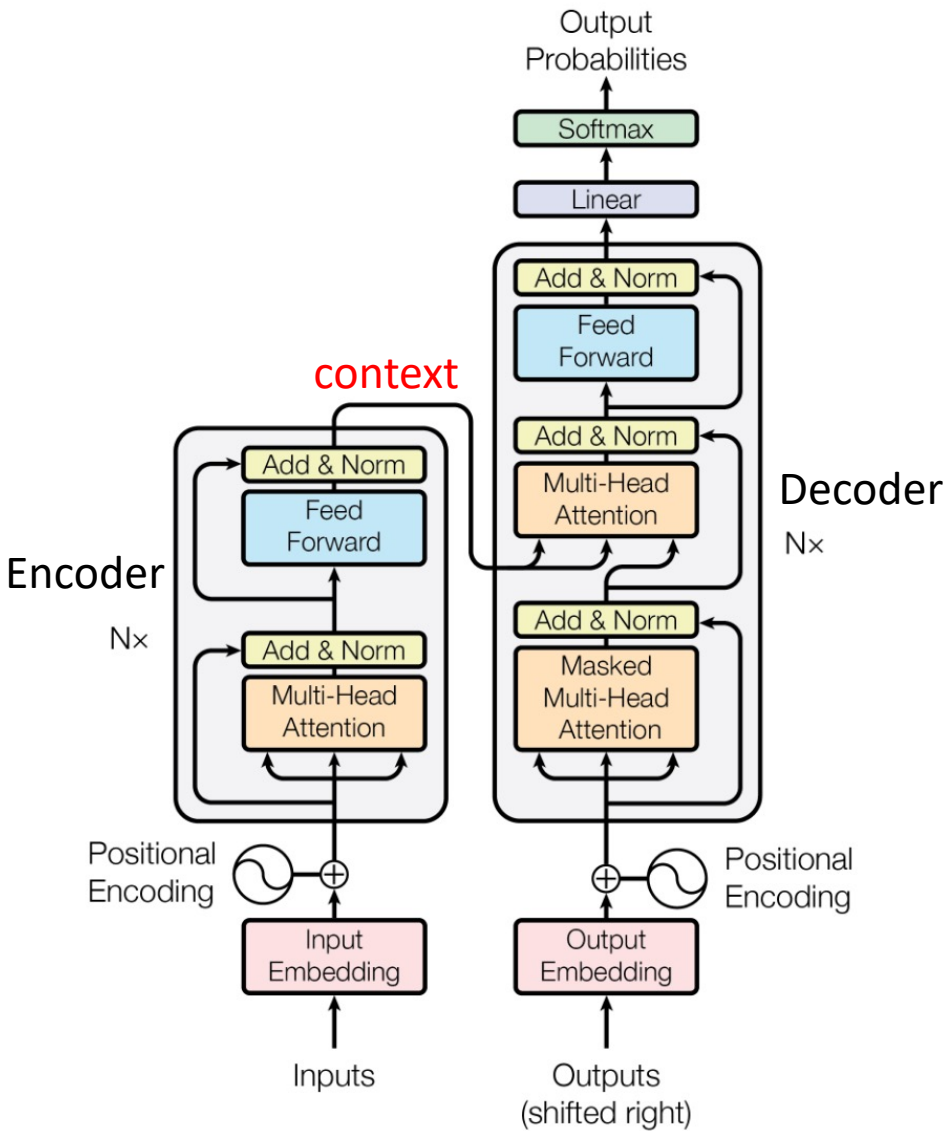 Output
Probabilities
Softmax
Linear
Add & Norm
Feed
Forward
Add & Norm
Multi-Head
Attention
Add & Norm
Masked
Multi-Head
Attention
Decoder
N×
context
Add & Norm
Feed
Forward
Add & Norm
Multi-Head
Attention
Encoder
N×
Positional
Encoding
Positional
Encoding
Input
Embedding
Output
Embedding
Inputs
Outputs
(shifted right)